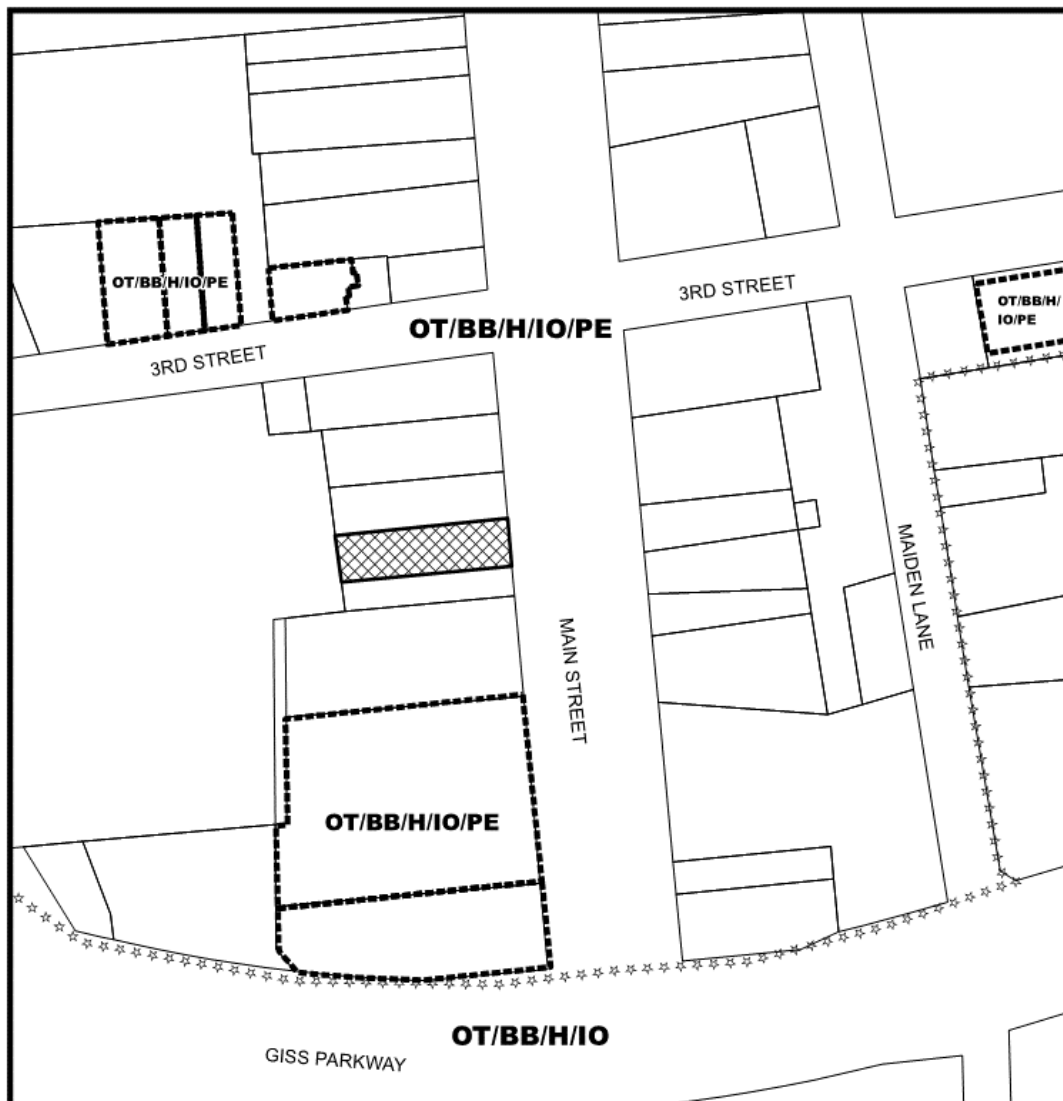 OT/BB/H/IO/PE
3RD STREET
OT/BB/H/
IO/PE
OT/BB/H/IO/PE
3RD STREET
MAIDEN LANE
MAIN STREET
OT/BB/H/IO/PE
OT/BB/H/IO
GISS PARKWAY